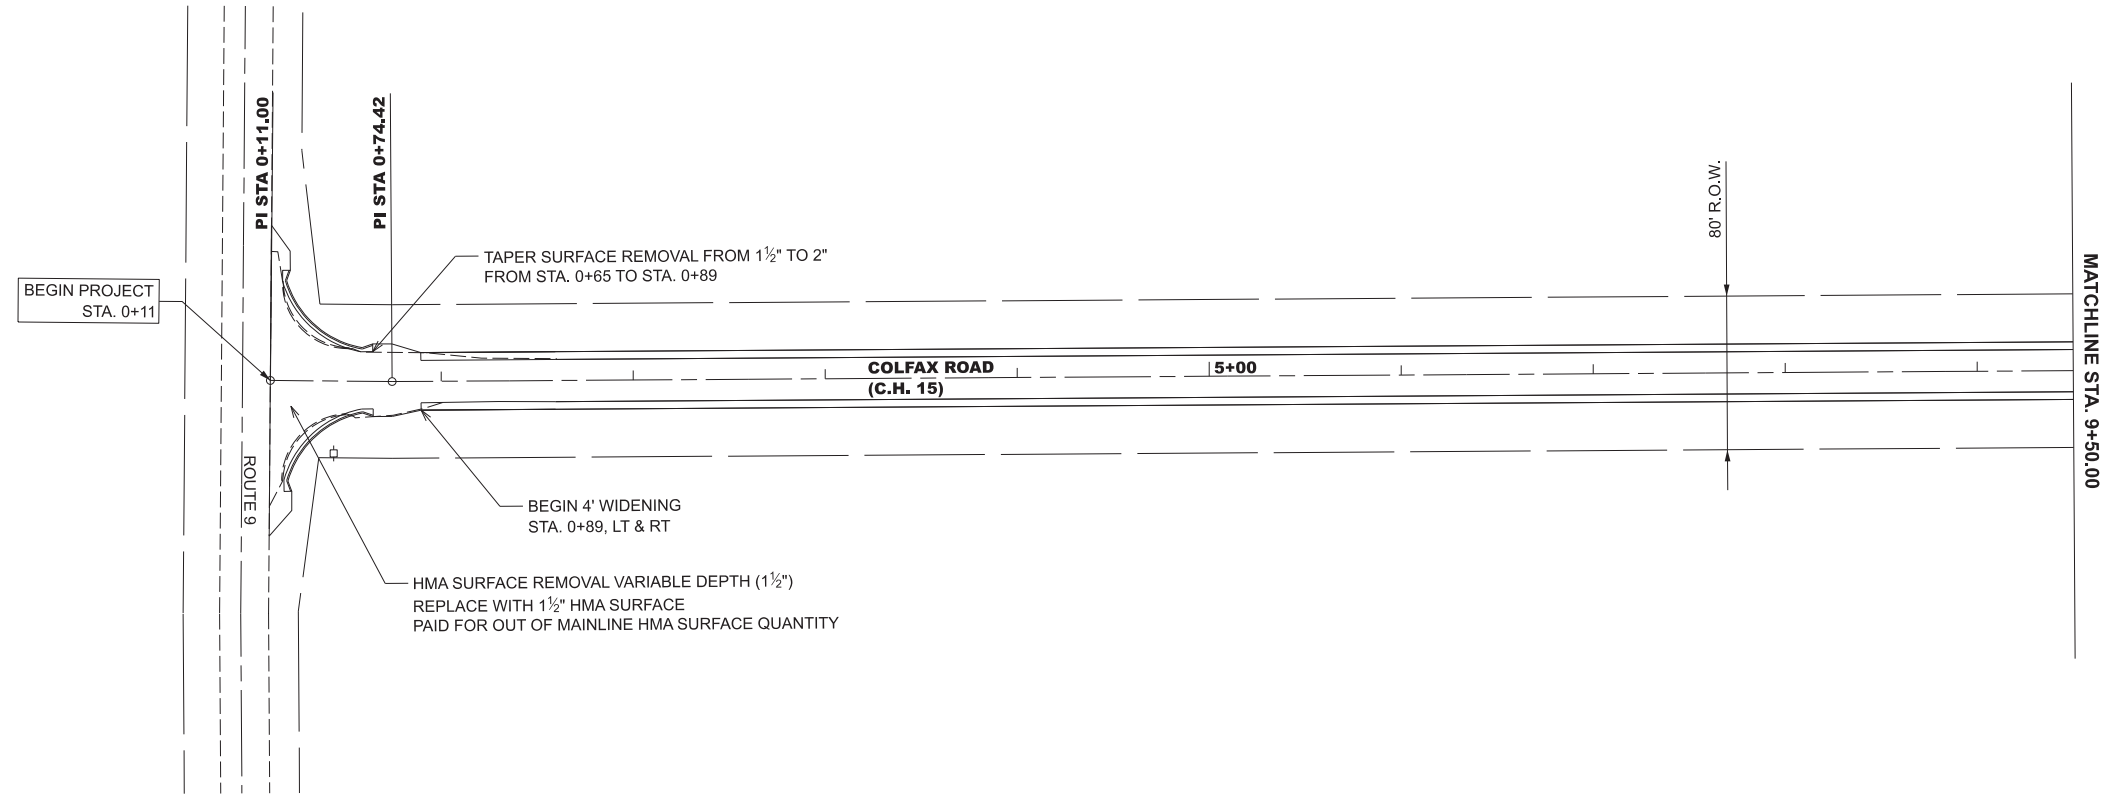 PI STA 0+11.00
PI STA 0+74.42
80' R.O.W.
TAPER SURFACE REMOVAL FROM 1½" TO 2"
FROM STA. 0+65 TO STA. 0+89
BEGIN PROJECT
STA. 0+11
MATCHLINE STA. 9+50.00
COLFAX ROAD
(C.H. 15)
5+00
ROUTE 9
BEGIN 4' WIDENING
STA. 0+89, LT & RT
HMA SURFACE REMOVAL VARIABLE DEPTH (1½")
REPLACE WITH 1½" HMA SURFACE
PAID FOR OUT OF MAINLINE HMA SURFACE QUANTITY